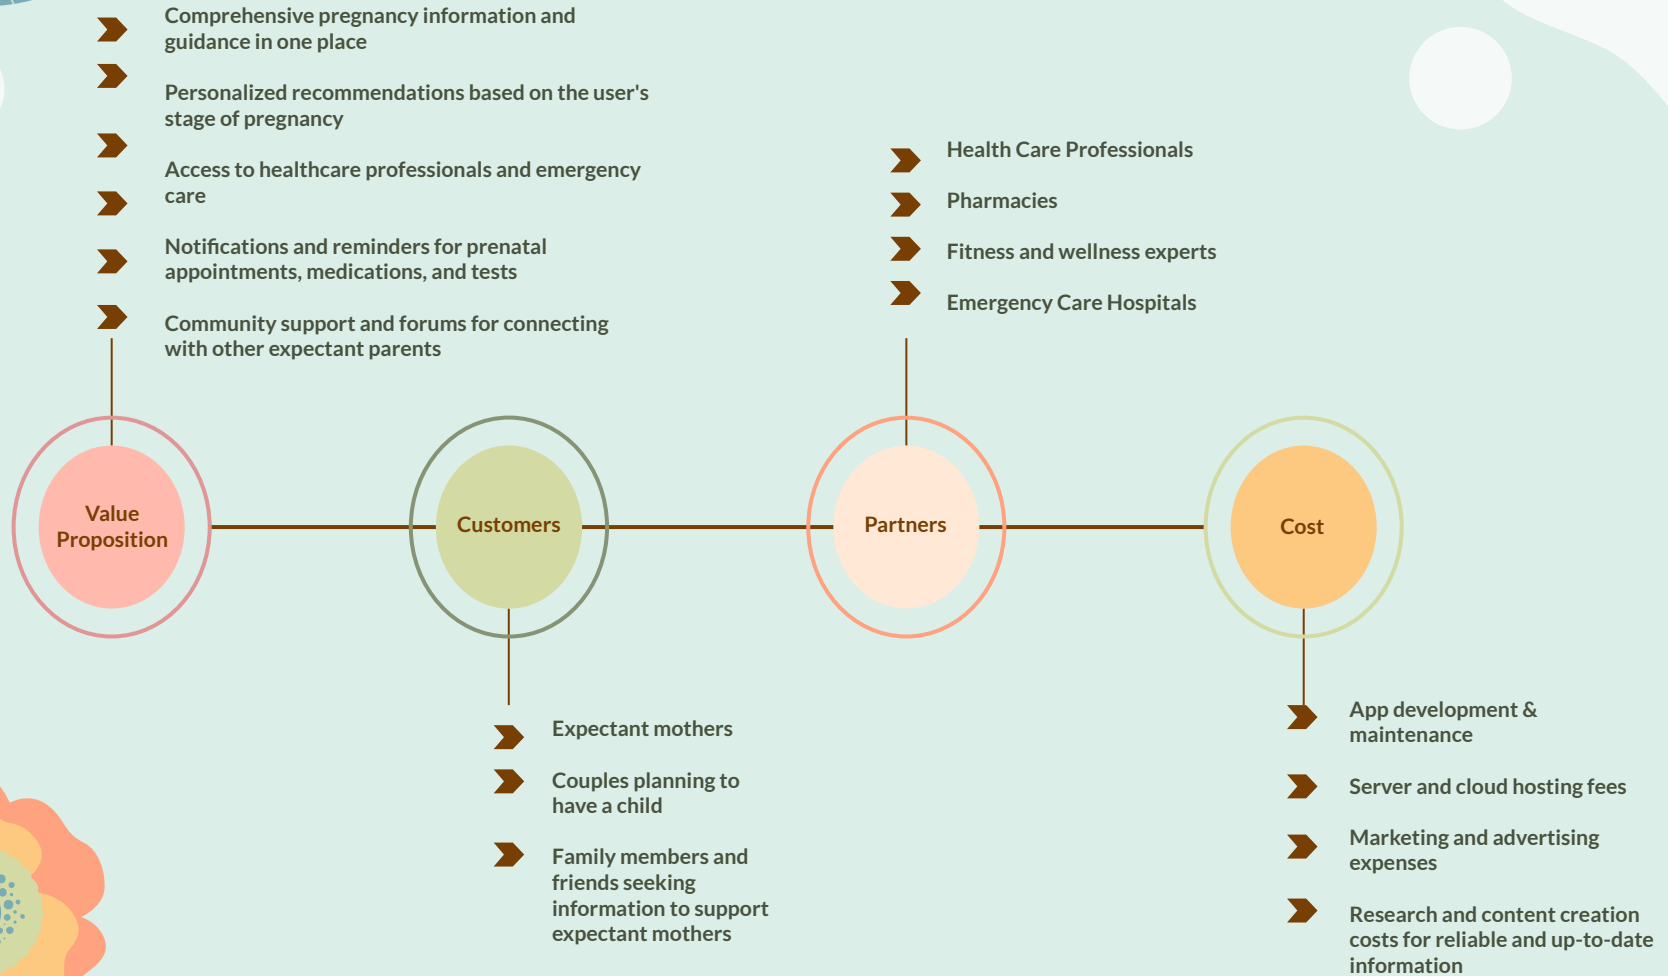 Comprehensive pregnancy information and
guidance in one place
Personalized recommendations based on the user's
stage of pregnancy
Access to healthcare professionals and emergency
care
Notifications and reminders for prenatal
appointments, medications, and tests
Community support and forums for connecting
with other expectant parents
Health Care Professionals
Pharmacies
Fitness and wellness experts
Emergency Care Hospitals
Value
Proposition
Customers
Partners
Cost
Expectant mothers
Couples planning to
have a child
Family members and
friends seeking
information to support
expectant mothers
App development &
maintenance
Server and cloud hosting fees
Marketing and advertising
expenses
Research and content creation
costs for reliable and up-to-date
information